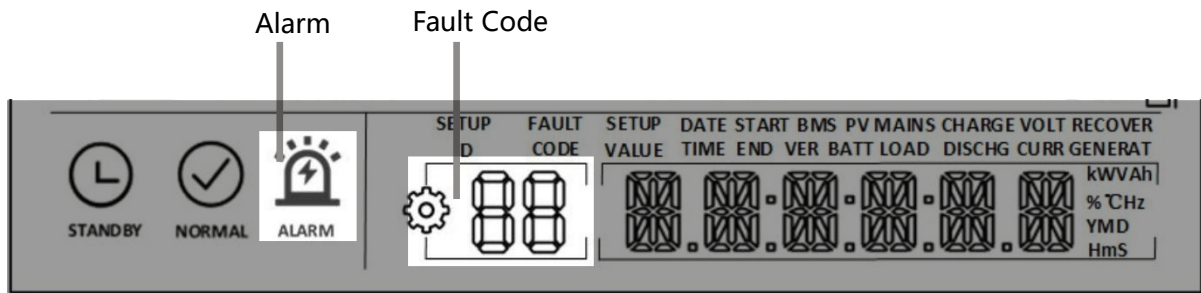 Alarm Fault Code
SETUP FAULT SETUP DATE START BMS PV MAINS CHARGE VOLT RECOVER
D CODE VALUE TIME END VER BATT LOAD DISCHG CURR GENERAT
kWVAh
% ℃Hz
YMD
HmS
STANDBY NORMAL ALARM